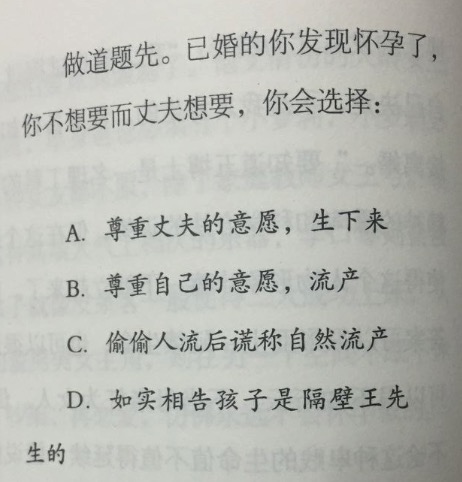 做道题先。已婚的你发现怀孕了，
你不想要而丈夫想要，你会选择：
A. 尊重丈夫的意愿，生下来
B. 尊重自己的意愿，流产
C. 偷偷人流后谎称自然流产
D. 如实相告孩子是隔壁王先
生的